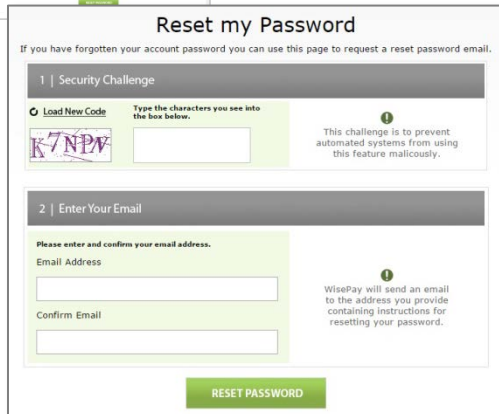 Reset my Password
If you have forgotten your account password you can use this page to request a reset password email.
1 | Security Challenge
Load New Code
Type the characters you see into
the box below.
This challenge is to prevent
automated systems from using
this feature malicously.
2 | Enter Your Email
Please enter and confirm your email address.
Email Address
Confirm Email
WisePay will send an email
to the address you provide
containing instructions for
resetting your password.
RESET PASSWORD